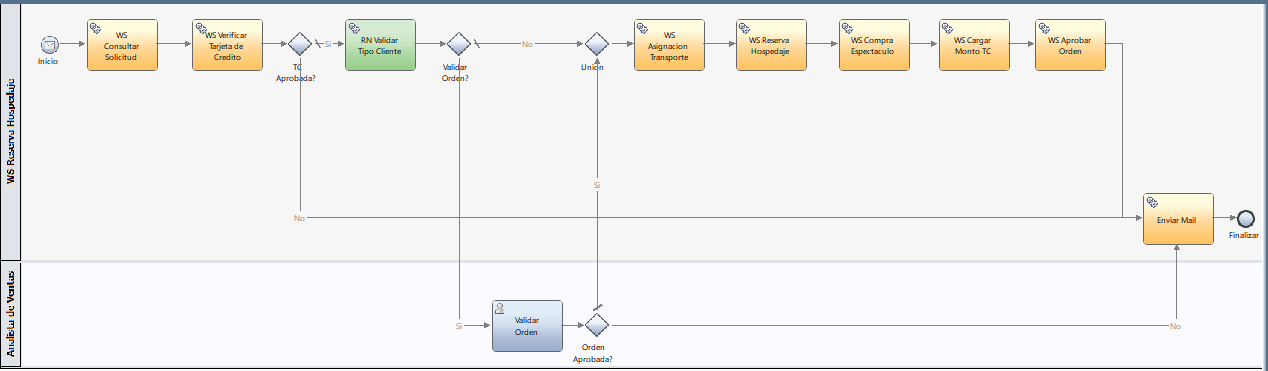 WS Reserva Hospedaje
Inicio
WS
Consultar
Solicitud
WS Verificar
Tarjeta de
Credito
TC
Aprobada?
Si
RN Validar
Tipo Cliente
Validar
Orden?
No
Unión
WS
Asignacion
Transporte
WS Reserva
Hospedaje
WS Compra
Espectaculo
WS Cargar
Monto TC
WS Aprobar
Orden
Si
No
Enviar Mail
Finalizar
Analista de Ventas
Si
Validar
Orden
Orden
Aprobada?
No